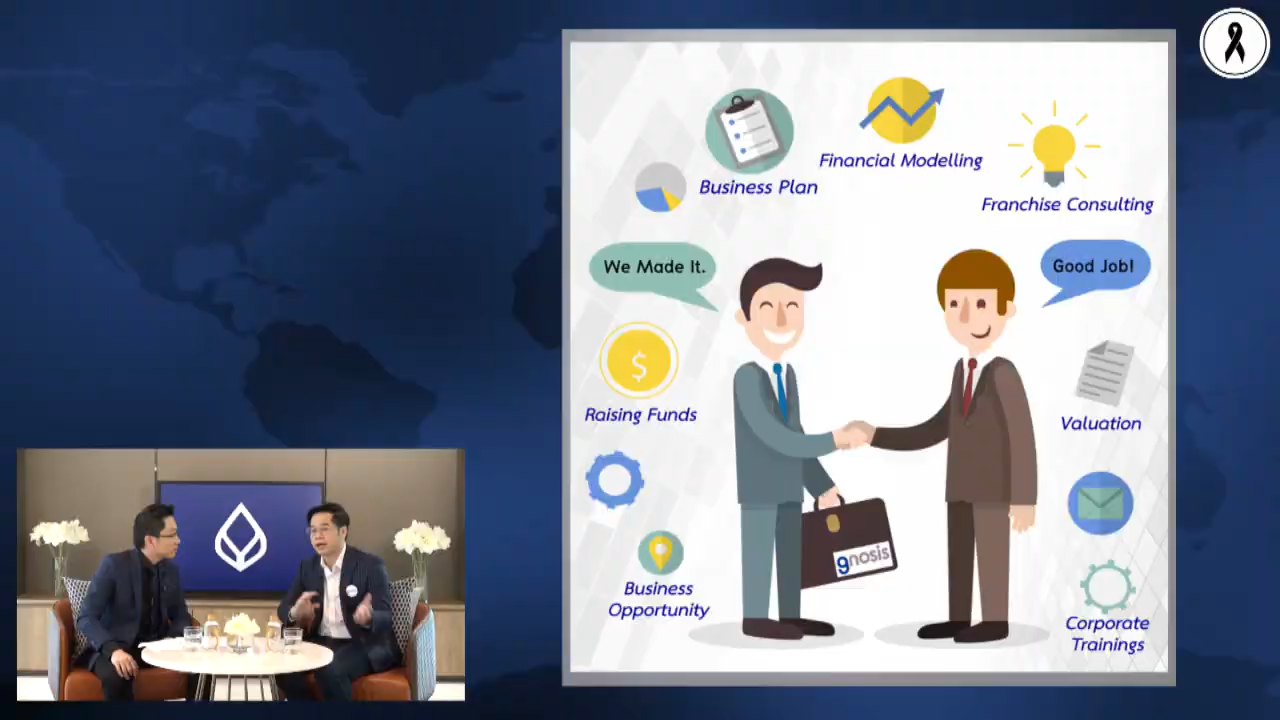 Business Plan
Financial Modelling
Franchise Consulting
We Made It.
Good Job!
Raising Funds
$
Valuation
gnosis
Business
Opportunity
Corporate
Trainings